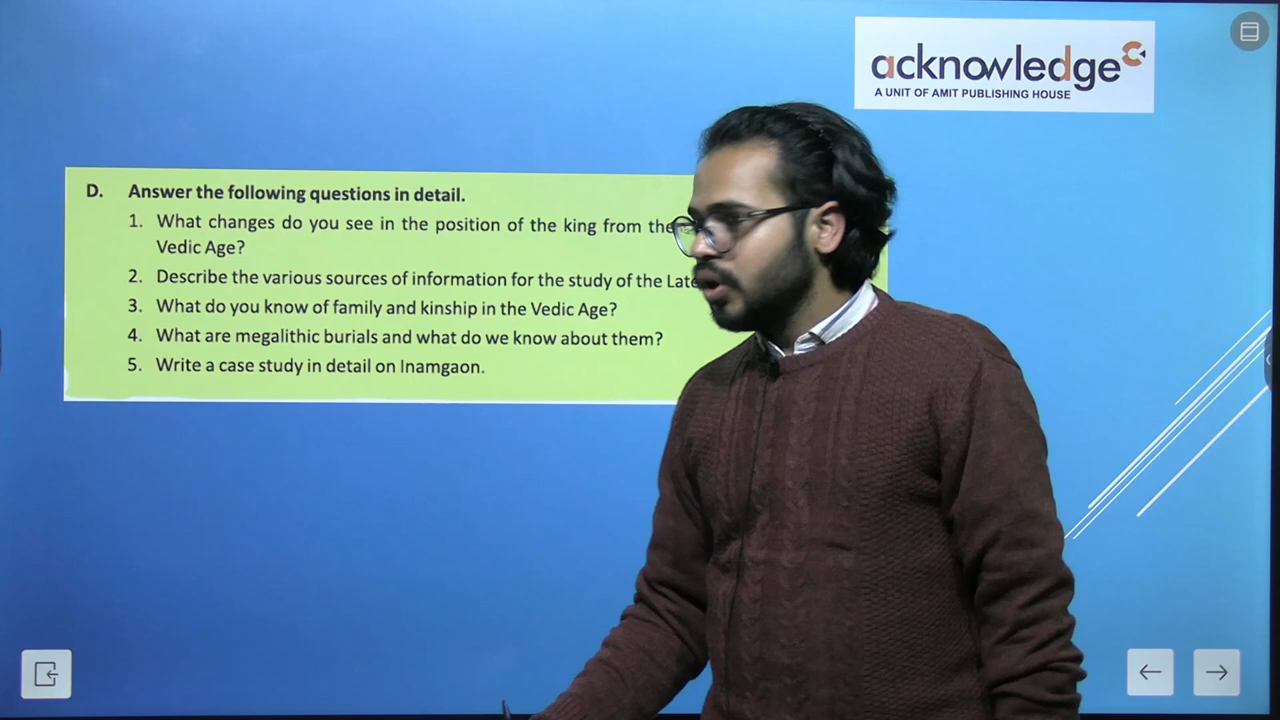 acknowledge
A UNIT OF AMIT PUBLISHING HOUSE
D. Answer the following questions in detail.
1. What changes do you see in the position of the king from the
Vedic Age?
2. Describe the various sources of information for the study of the
3. What do you know of family and kinship in the Vedic Age?
4. What are megalithic burials and what do we know about them?
5. Write a case study in detail on Inamgaon.